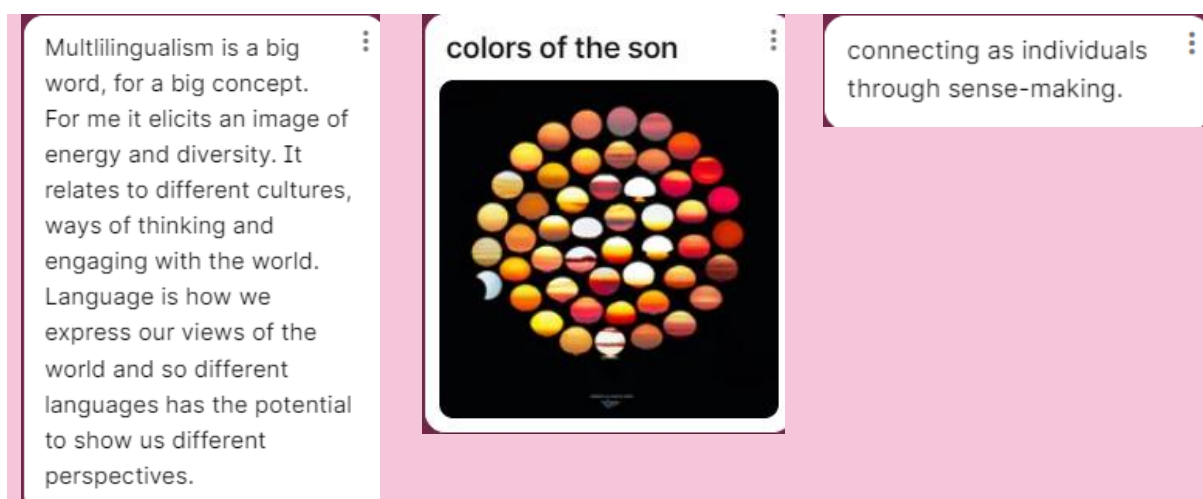 Multlilingualism is a big
word, for a big concept.
For me it elicits an image of
energy and diversity. It
relates to different cultures,
ways of thinking and
engaging with the world.
Language is how we
express our views of the
world and so different
languages has the potential
to show us different
perspectives.
colors of the son
connecting as individuals
through sense-making.